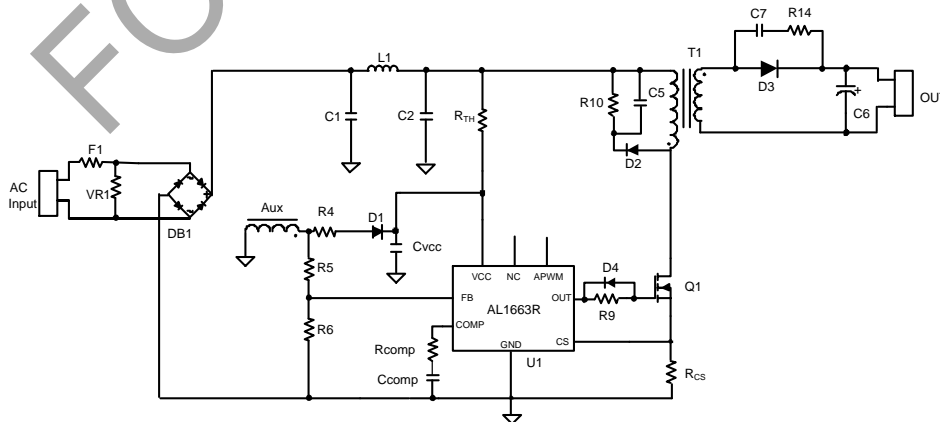 FO
C7
R14
T1
L1
D3
OU
C6
C5
R10
C1
C2
RTH
D2
F1
AC
Input
VR1
DB1
Aux
R4
D1
Cvcc
R5
VCC
NC
APWM
D4
Q1
FB
OUT
AL1663R
R9
R6
COMP
CS
Rcomp
GND
U1
RCS
Ccomp